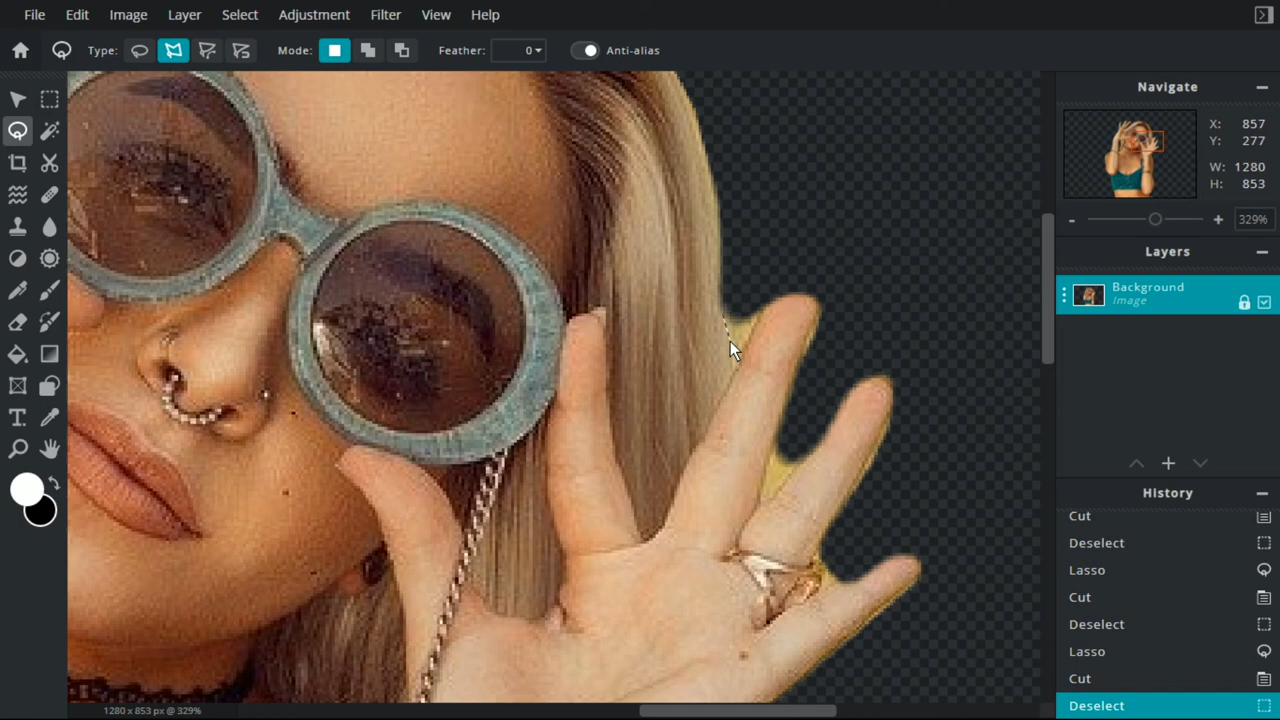 File Edit Image Layer Select Adjustment Filter View Help
Type: Mode: Feather: 0 Anti-alias
Navigate
X: 857
Y: 277
W: 1280
H: 853
- + 329%
Layers
Background
Image
+
History
Cut
Deselect
Lasso
Cut
Deselect
Lasso
Cut
Deselect
1280 x 853 px @ 329%